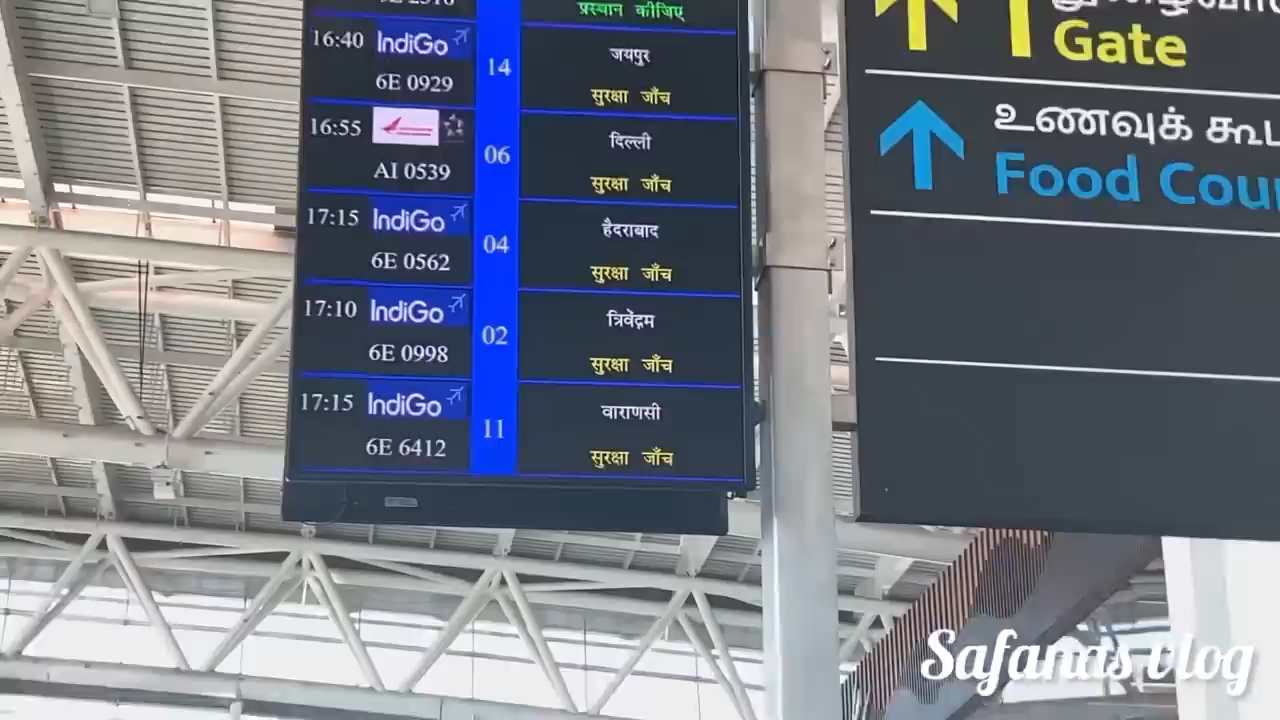 प्रस्थान कीजिए
16:40 IndiGo 14 जयपुर
6E 0929 सुरक्षा जाँच
16:55 06 दिल्ली
AI 0539 सुरक्षा जाँच
17:15 IndiGo 04 हैदराबाद
6E 0562 सुरक्षा जाँच
17:10 IndiGo 02 त्रिवेंद्रम
6E 0998 सुरक्षा जाँच
17:15 IndiGo 11 वाराणसी
6E 6412 सुरक्षा जाँच
Gate
உணவுக்
Food
Safanas vlog